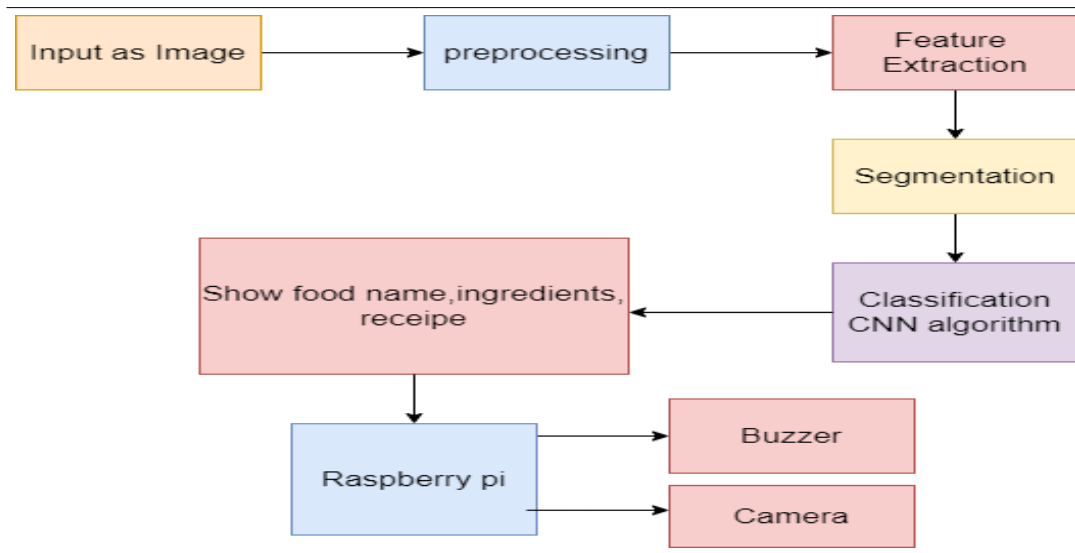 Input as Image
preprocessing
Feature
Extraction
Segmentation
Classification
CNN algorithm
Show food name,ingredients,
receipe
Raspberry pi
Buzzer
Camera